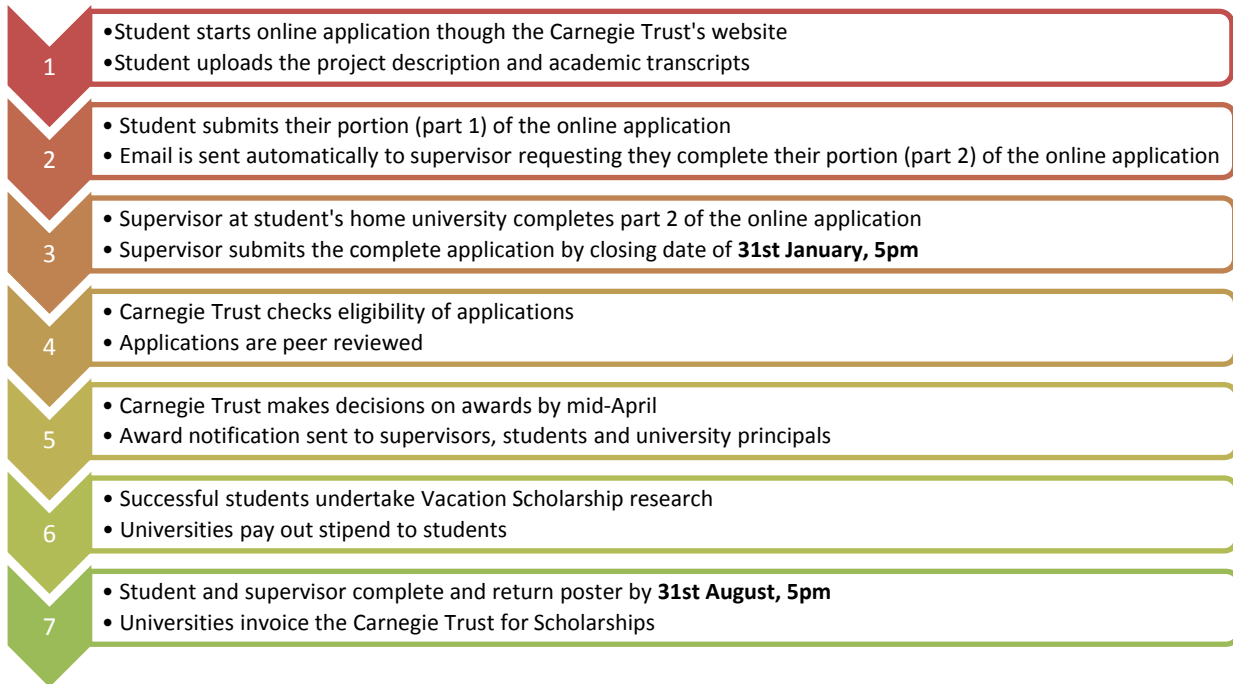 1
•Student starts online application though the Carnegie Trust's website
•Student uploads the project description and academic transcripts
2
• Student submits their portion (part 1) of the online application
• Email is sent automatically to supervisor requesting they complete their portion (part 2) of the online application
3
• Supervisor at student's home university completes part 2 of the online application
• Supervisor submits the complete application by closing date of 31st January, 5pm
4
• Carnegie Trust checks eligibility of applications
• Applications are peer reviewed
5
• Carnegie Trust makes decisions on awards by mid-April
• Award notification sent to supervisors, students and university principals
6
• Successful students undertake Vacation Scholarship research
• Universities pay out stipend to students
7
• Student and supervisor complete and return poster by 31st August, 5pm
• Universities invoice the Carnegie Trust for Scholarships